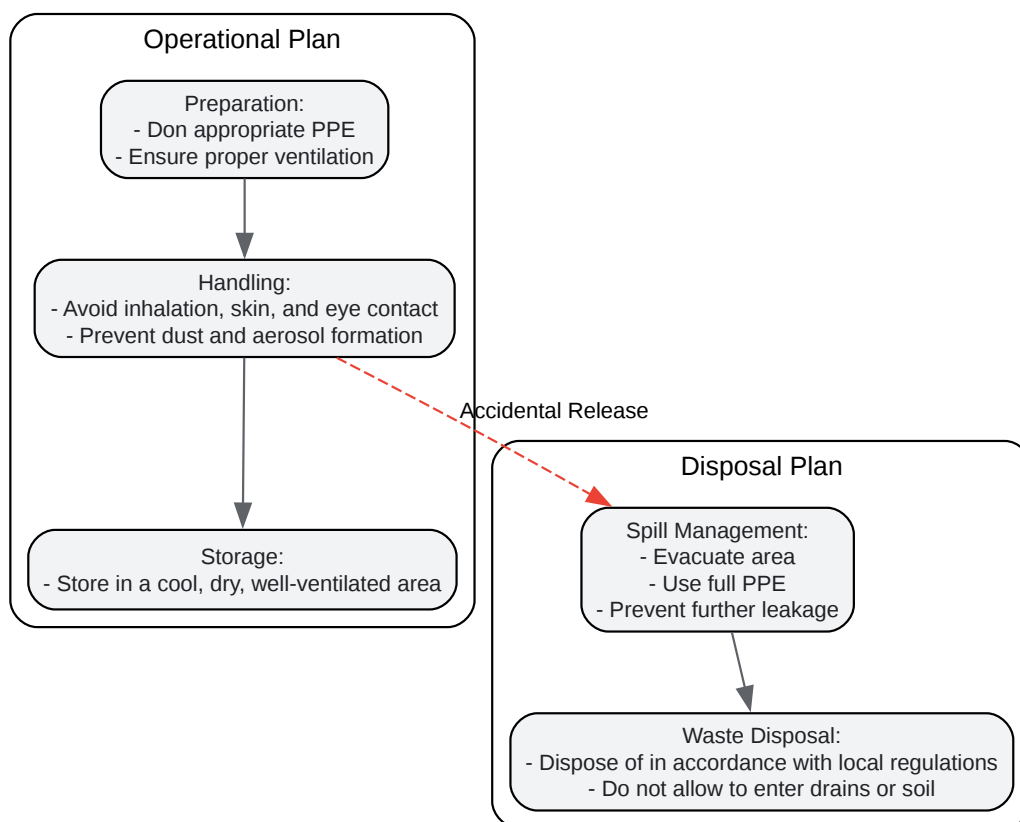 Operational Plan
Preparation:
- Don appropriate PPE
- Ensure proper ventilation
Handling:
- Avoid inhalation, skin, and eye contact
- Prevent dust and aerosol formation
Accidental Release
Storage:
- Store in a cool, dry, well-ventilated area
Disposal Plan
Spill Management:
- Evacuate area
- Use full PPE
- Prevent further leakage
Waste Disposal:
- Dispose of in accordance with local regulations
- Do not allow to enter drains or soil